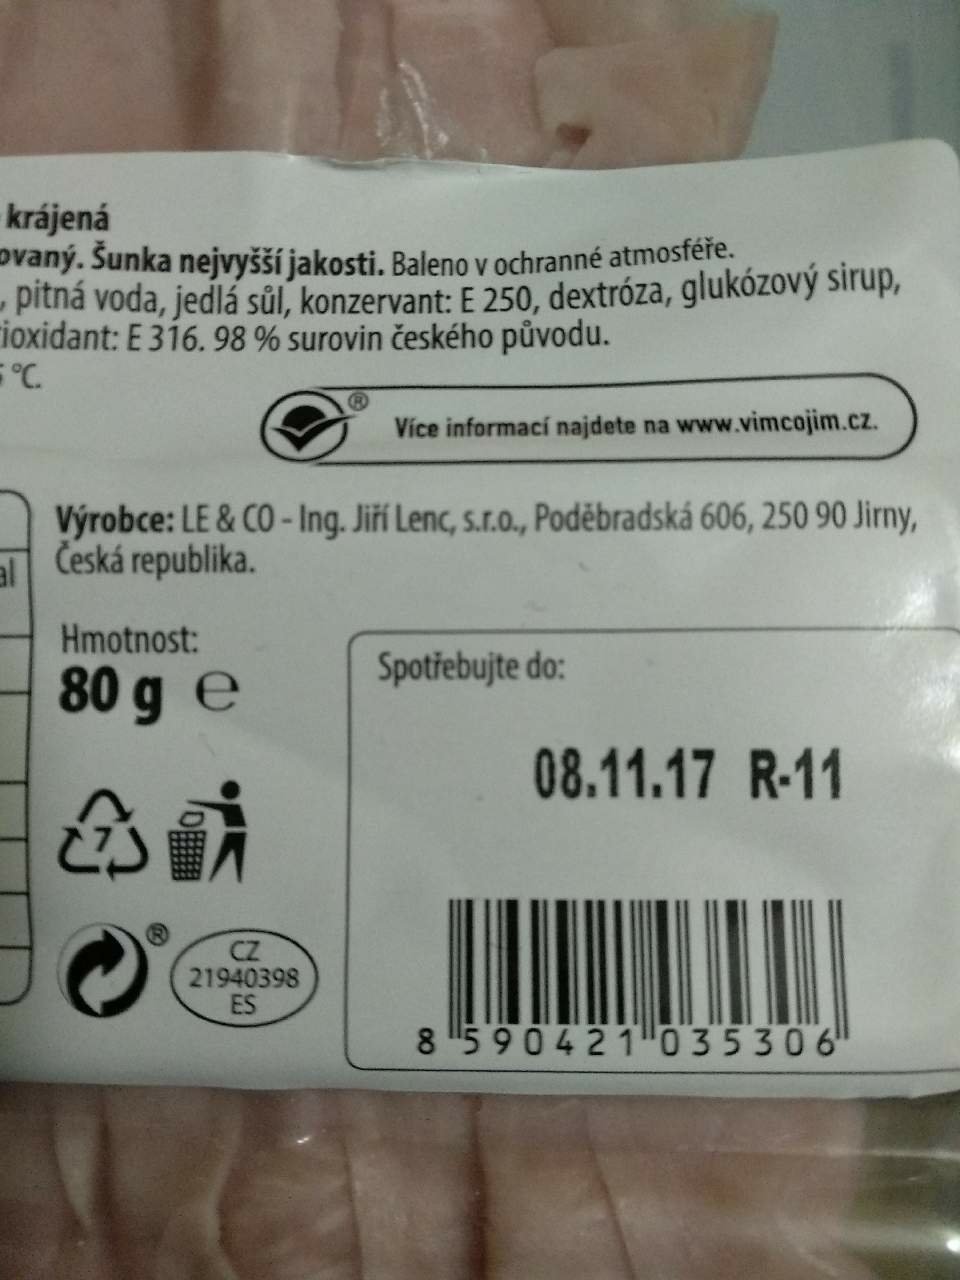 krájená
ovaný. Šunka nejvyšší jakosti. Baleno v ochranné atmosféře.
, pitná voda, jedlá sůl, konzervant: E 250, dextróza, glukózový sirup,
ioxidant: E 316. 98 % surovin českého původu.
5 °C.
® Více informací najdete na www.vimcojim.cz.
Výrobce: LE & CO - Ing. Jiří Lenc, s.r.o., Poděbradská 606, 250 90 Jirny,
Česká republika.
al
Hmotnost:
80 g ℮
Spotřebujte do:
08.11.17 R-11
7
®
CZ
21940398
ES
8 590421 035306